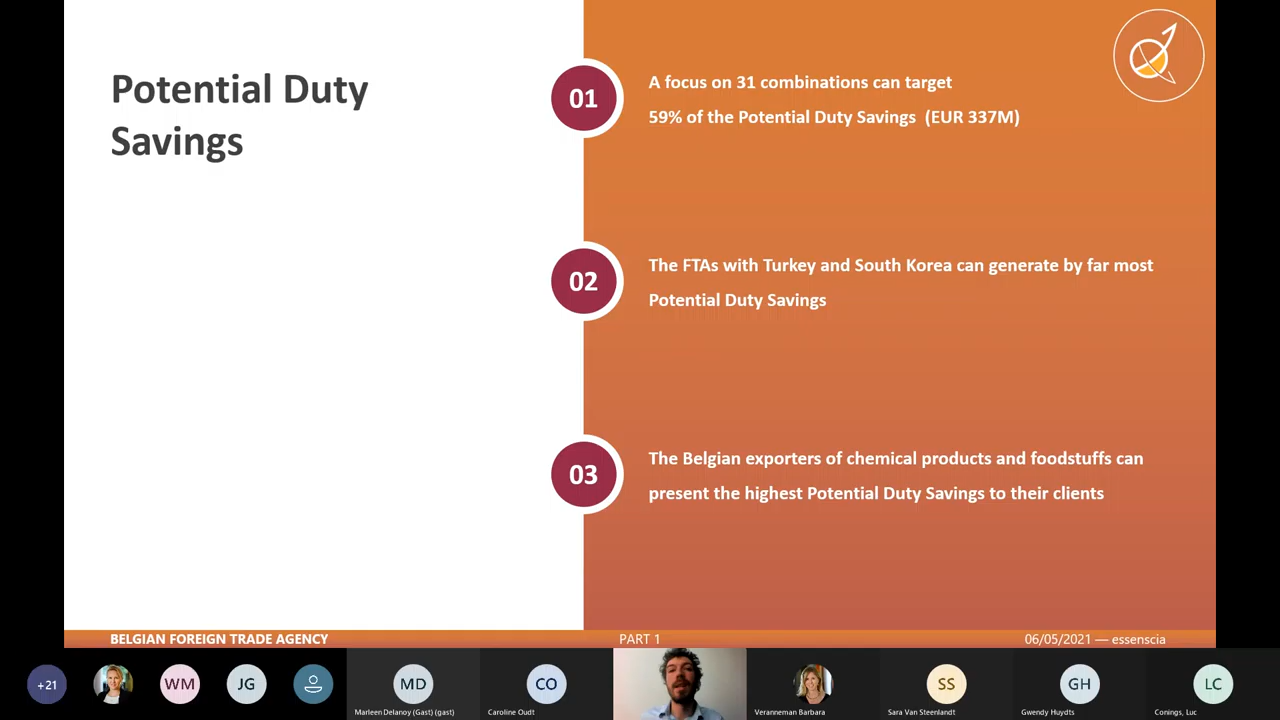 Potential Duty
Savings
01
A focus on 31 combinations can target
59% of the Potential Duty Savings (EUR 337M)
02
The FTAs with Turkey and South Korea can generate by far most
Potential Duty Savings
03
The Belgian exporters of chemical products and foodstuffs can
present the highest Potential Duty Savings to their clients
BELGIAN FOREIGN TRADE AGENCY
PART 1
06/05/2021 — essenscia
+21
WM
JG
MD
Marleen Delanoy (Gast) (gast)
CO
Caroline Oudt
Veranneman Barbara
SS
Sara Van Steenlandt
GH
Gwendy Huydts
LC
Conings, Luc